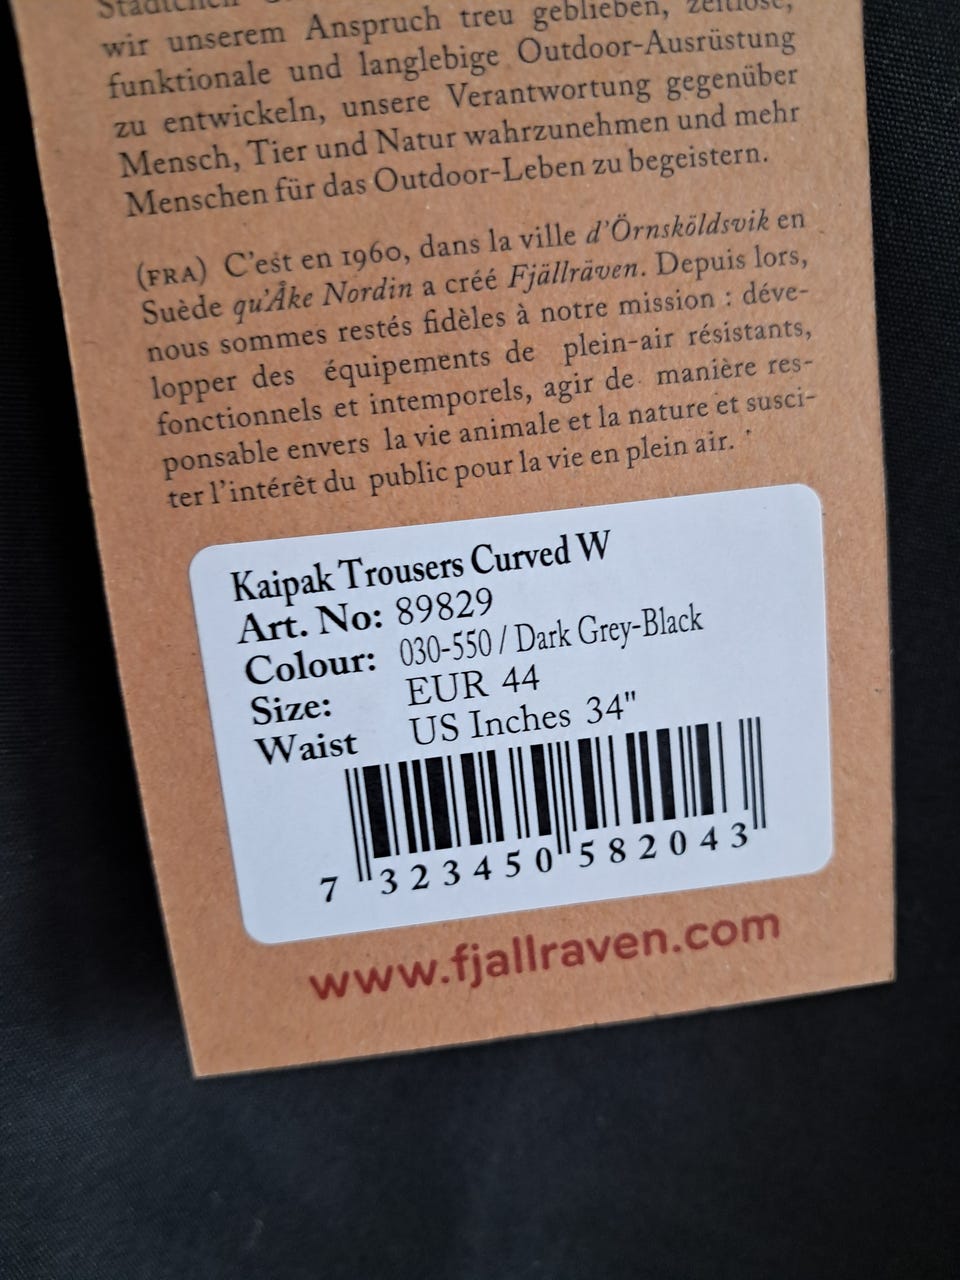 Städtchen
wir unserem Anspruch treu geblieben, zeitlose,
funktionale und langlebige Outdoor-Ausrüstung
zu entwickeln, unsere Verantwortung gegenüber
Mensch, Tier und Natur wahrzunehmen und mehr
Menschen für das Outdoor-Leben zu begeistern.
(FRA) C'est en 1960, dans la ville d'Örnsköldsvik en
Suède qu'Åke Nordin a créé Fjällräven. Depuis lors,
nous sommes restés fidèles à notre mission : déve-
lopper des équipements de plein-air résistants,
fonctionnels et intemporels, agir de manière res-
ponsable envers la vie animale et la nature et susci-
ter l'intérêt du public pour la vie en plein air.
Kaipak Trousers Curved W
Art. No: 89829
Colour: 030-550 / Dark Grey-Black
Size: EUR 44
Waist US Inches 34"
7 323450 582043
www.fjallraven.com